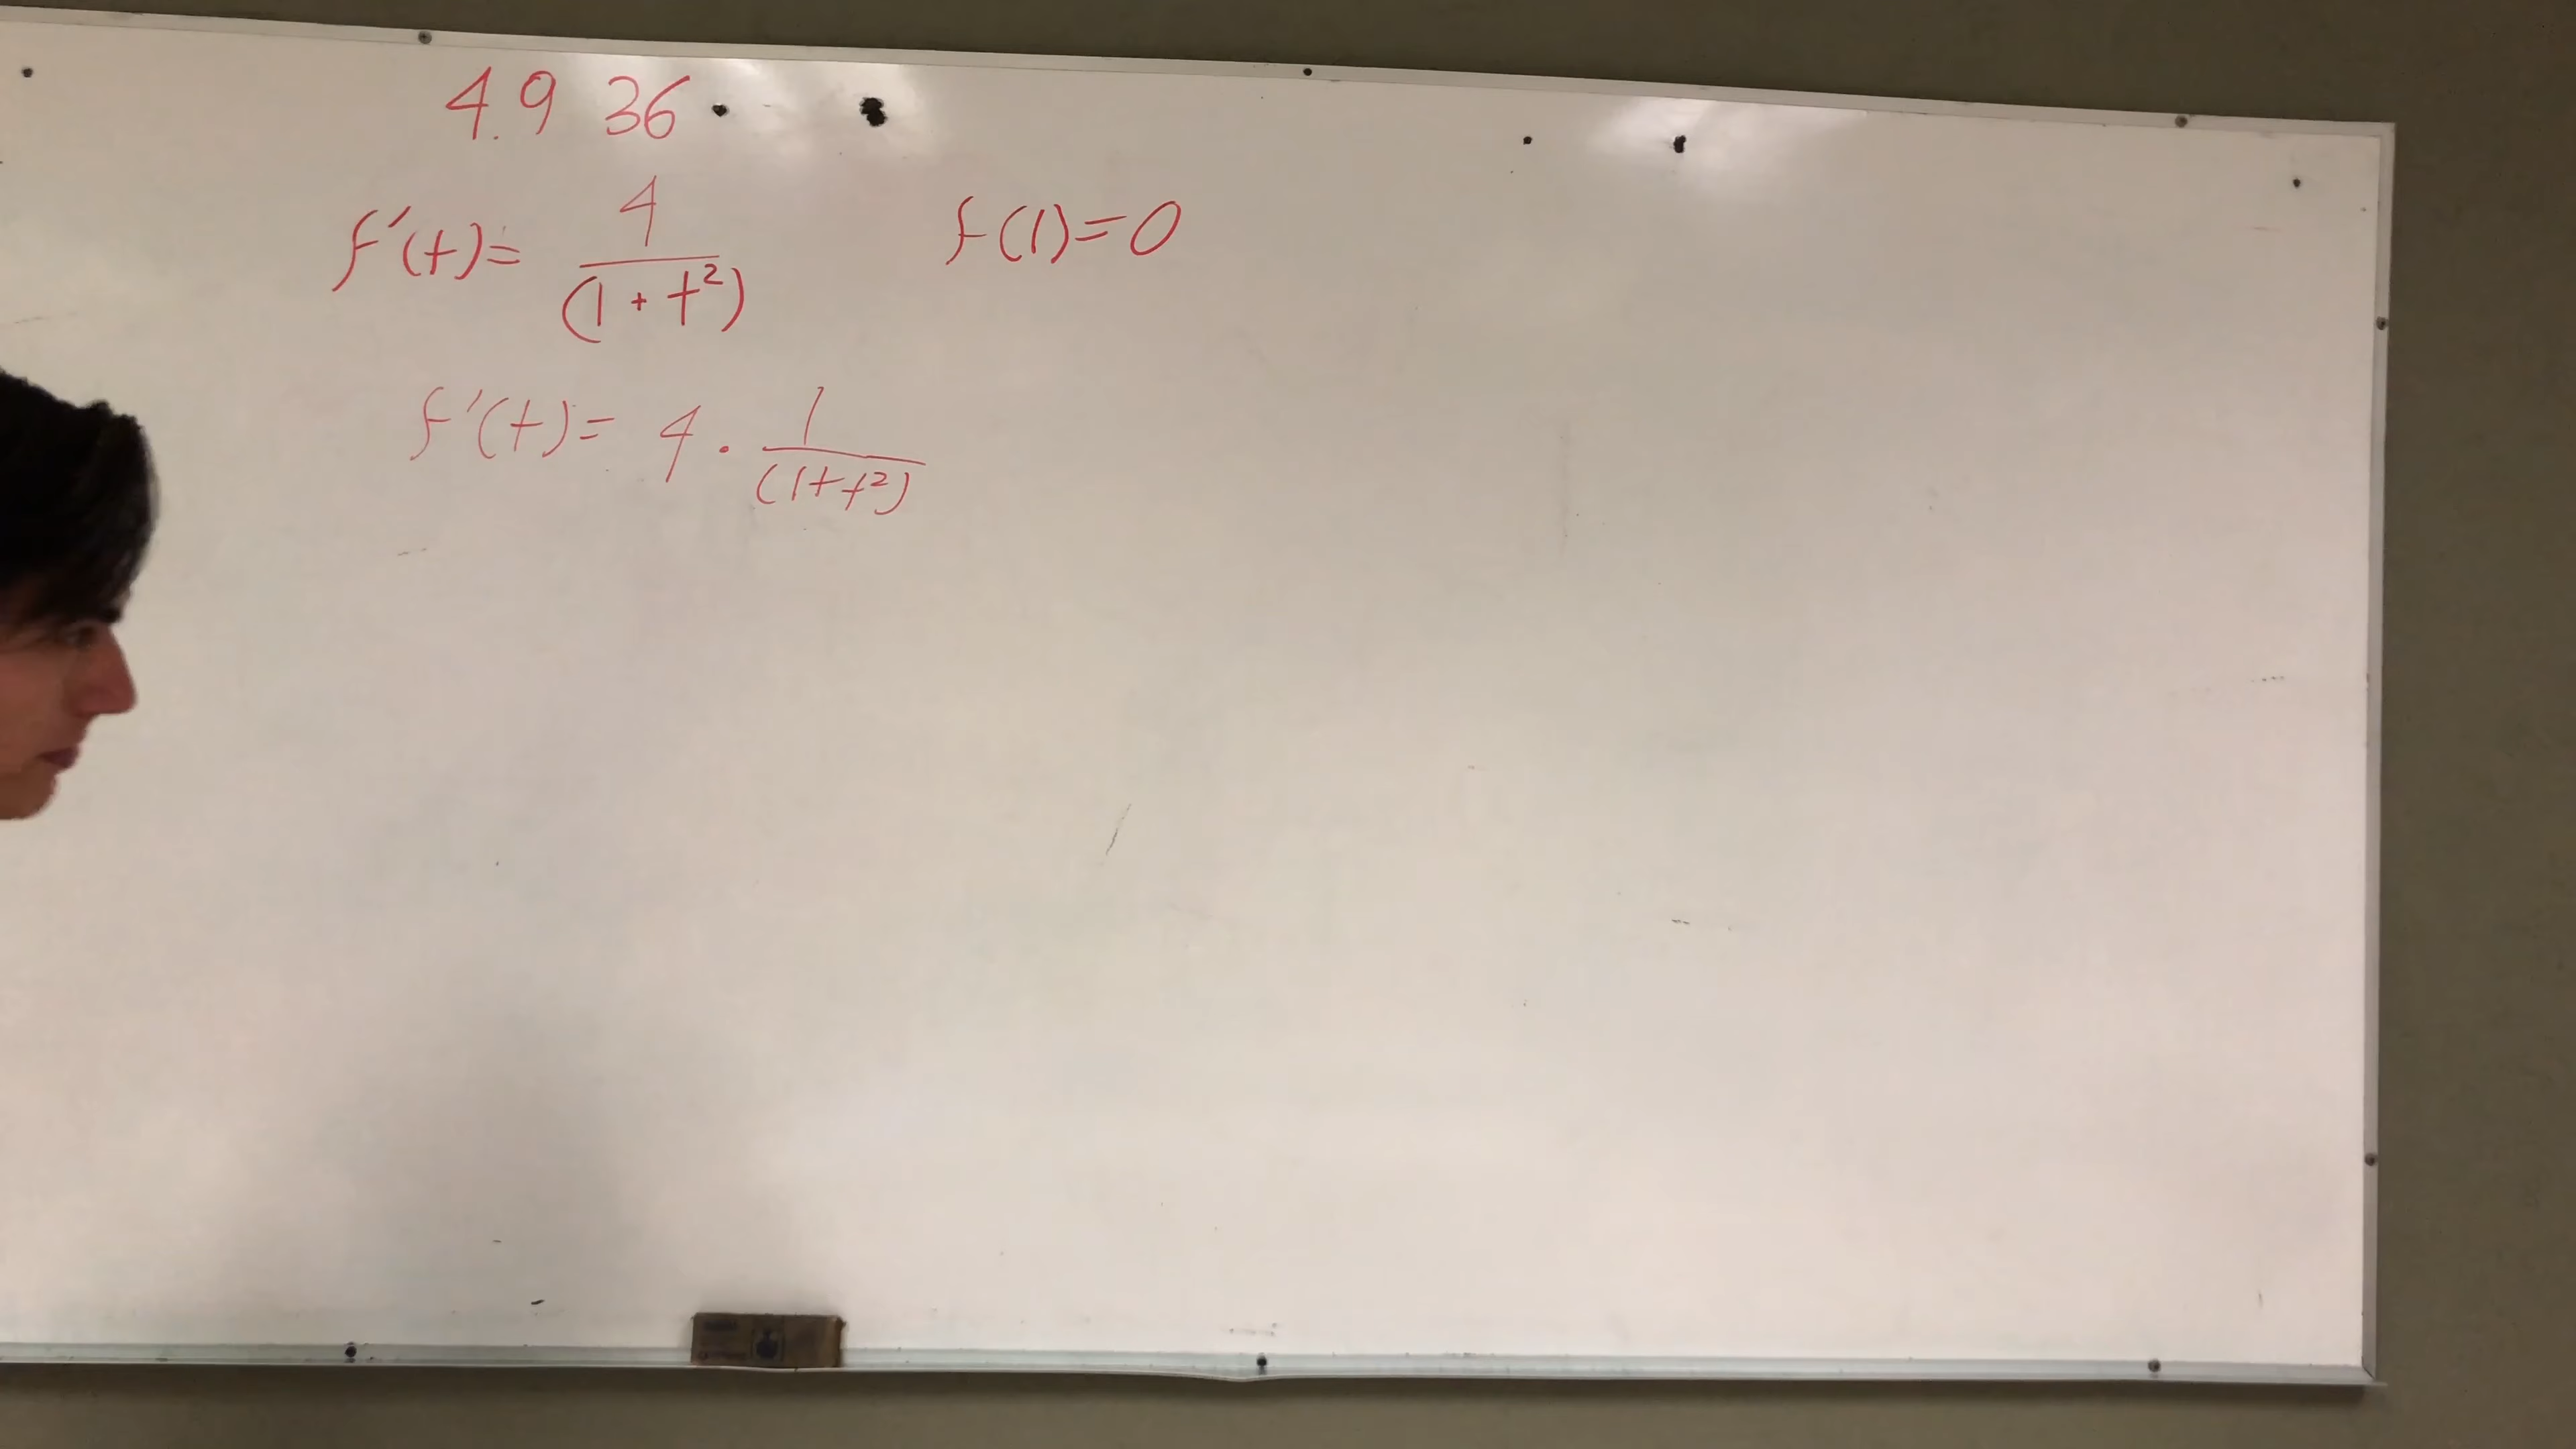 4.9 36
f'(t) = 4/(1 + t²) f(1) = 0
f'(t) = 4 · 1/(1+t²)